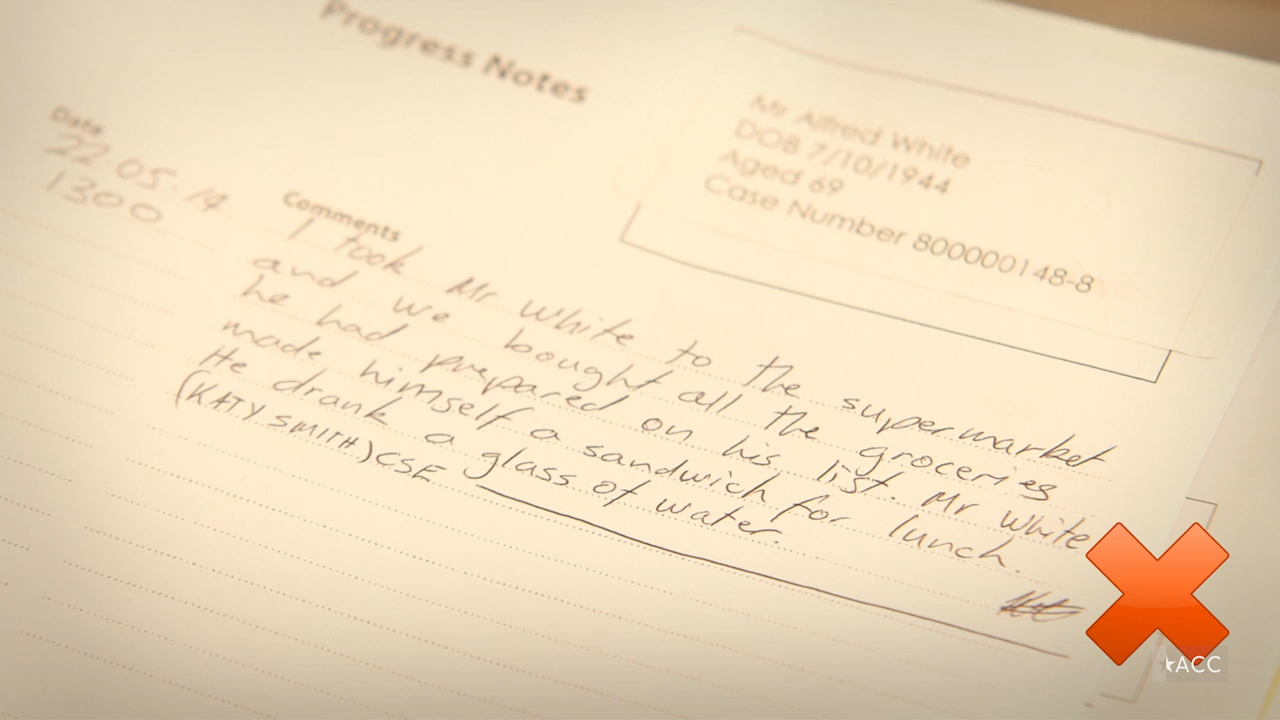 Progress Notes
Mr Alfred White
DOB 7/10/1944
Aged 69
Case Number 800000148-8
Date
22.05.14
1300
Comments
I took Mr White to the supermarket
and we bought all the groceries
he had prepared on his list. Mr White
made himself a sandwich for lunch.
He drank a glass of water.
(KATY SMITH) CSE
ACC